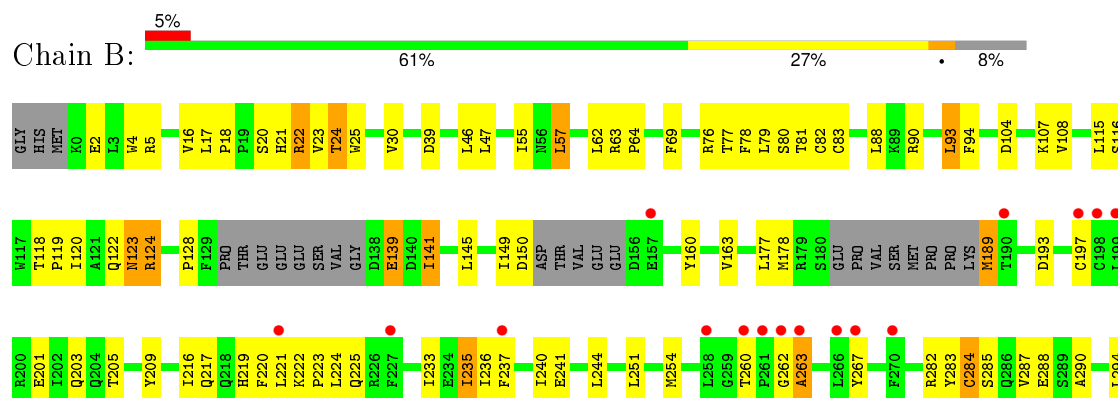 5%
Chain B:
61% 27% • 8%
GLY HIS MET K0 E2 L3 W4 R5 V16 L17 P18 P19 S20 H21 R22 V23 T24 W25 V30 D39 L46 L47 I55 N56 L57 L62 R63 P64 F69 R76 T77 F78 L79 S80 T81 C82 C83 L88 K89 R90 L93 F94 D104 K107 V108 L115 S116
W117 T118 P119 I120 A121 Q122 N123 R124 P128 F129 PRO THR GLU GLU GLU SER VAL GLY D138 E139 D140 I141 L145 I149 D150 ASP THR VAL GLU GLU D156 E157 Y160 V163 L177 M178 R179 S180 GLU PRO VAL SER MET PRO PRO LYS M189 T190 D193 C197 C198 L199
R200 E201 I202 Q203 Q204 T205 Y209 I216 Q217 Q218 H219 F220 L221 K222 P223 L224 Q225 R226 F227 I233 E234 I235 I236 F237 I240 E241 L244 L251 M254 L258 G259 T260 P261 G262 A263 L266 Y267 F270 R282 Y283 C284 S285 Q286 V287 E288 S289 A290 L294